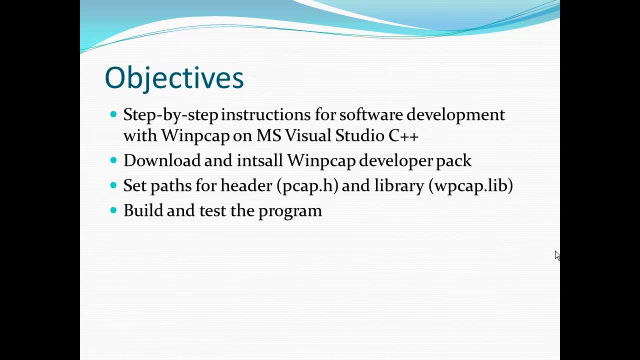 Objectives
Step-by-step instructions for software development
with Winpcap on MS Visual Studio C++
Download and intsall Winpcap developer pack
Set paths for header (pcap.h) and library (wpcap.lib)
Build and test the program